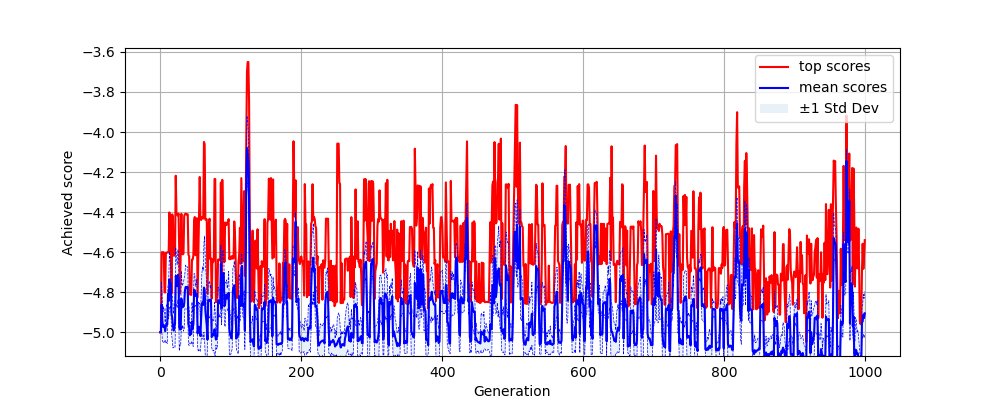 −3.6
−3.8
−4.0
−4.2
−4.4
−4.6
−4.8
−5.0
Achieved score
top scores
mean scores
±1 Std Dev
0
200
400
600
800
1000
Generation